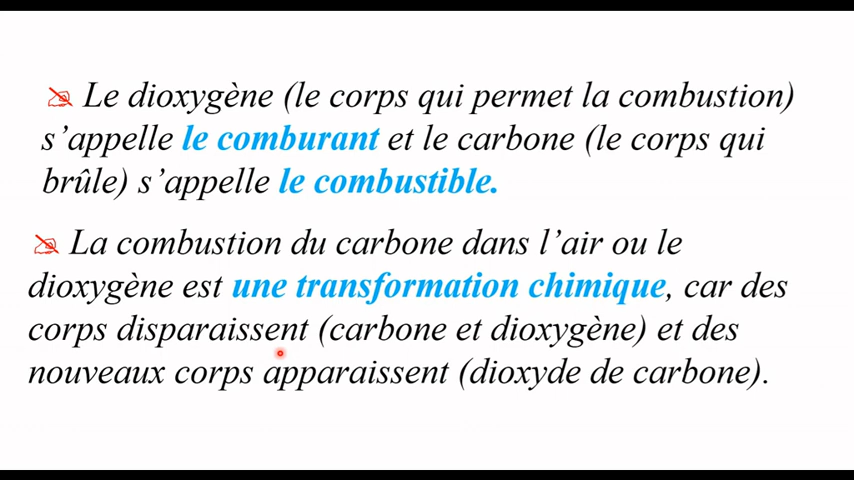 Le dioxygène (le corps qui permet la combustion)
s’appelle le comburant et le carbone (le corps qui
brûle) s’appelle le combustible.
La combustion du carbone dans l’air ou le
dioxygène est une transformation chimique, car des
corps disparaissent (carbone et dioxygène) et des
nouveaux corps apparaissent (dioxyde de carbone).